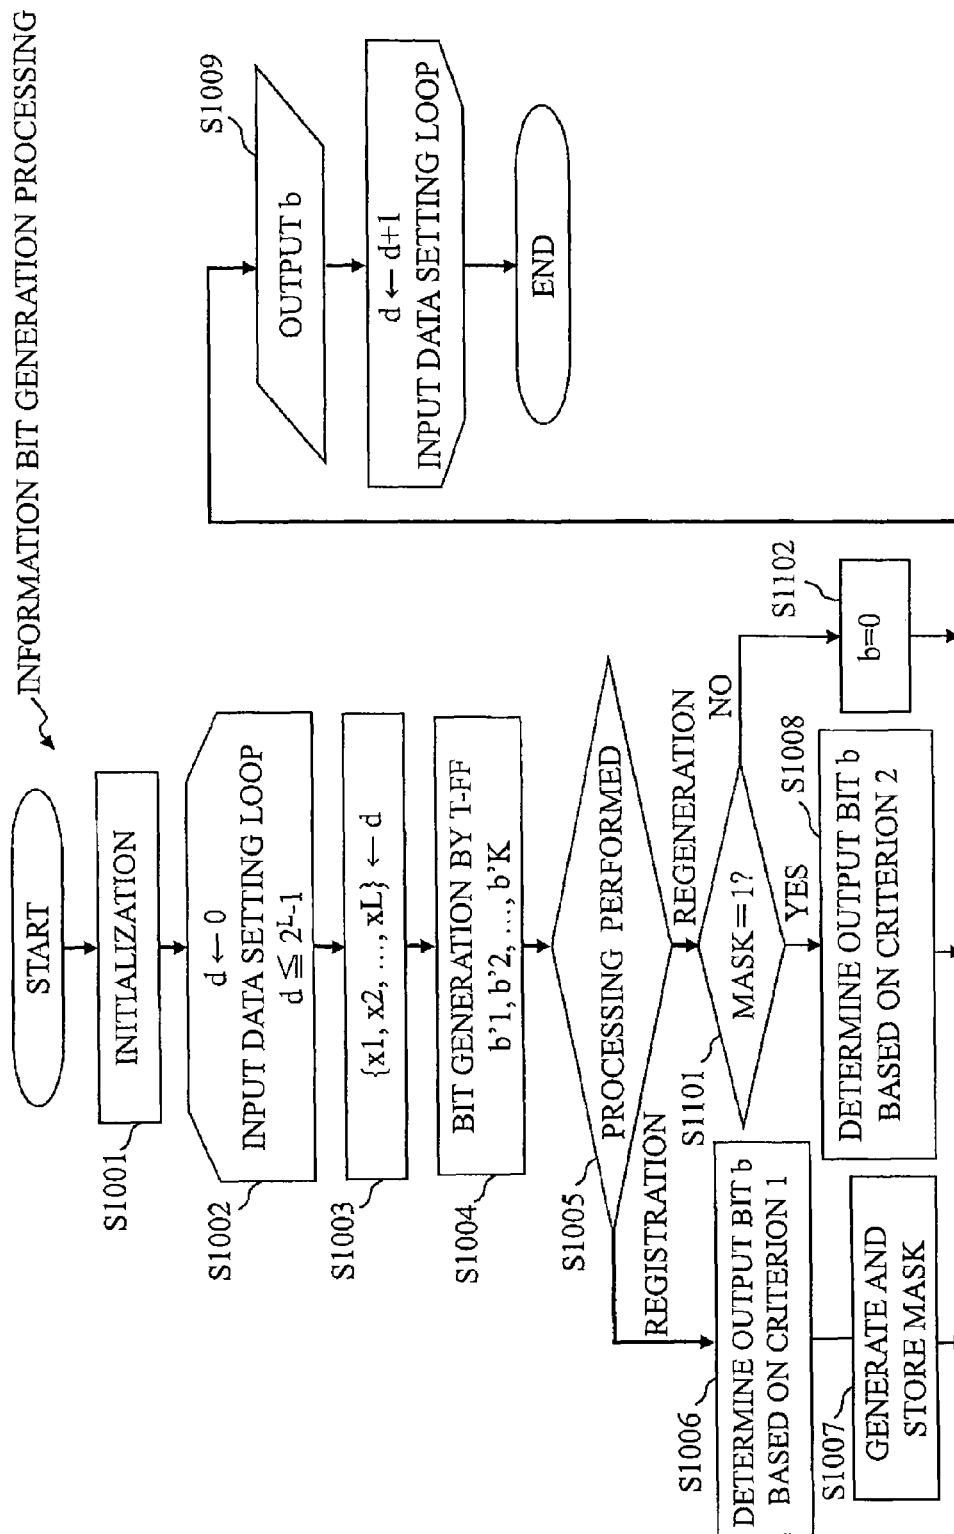 INFORMATION BIT GENERATION PROCESSING
START
INITIALIZATION
S1001
d ← 0
INPUT DATA SETTING LOOP
d ≦ 2^L-1
S1002
{x1, x2, ..., xL} ← d
S1003
BIT GENERATION BY T-FF
b'1, b'2, ..., b'K
S1004
PROCESSING PERFORMED
S1005
REGISTRATION
REGENERATION
DETERMINE OUTPUT BIT b
BASED ON CRITERION 1
S1006
GENERATE AND
STORE MASK
S1007
MASK=1?
S1101
YES
NO
DETERMINE OUTPUT BIT b
BASED ON CRITERION 2
S1008
b=0
S1102
OUTPUT b
S1009
d ← d+1
INPUT DATA SETTING LOOP
END